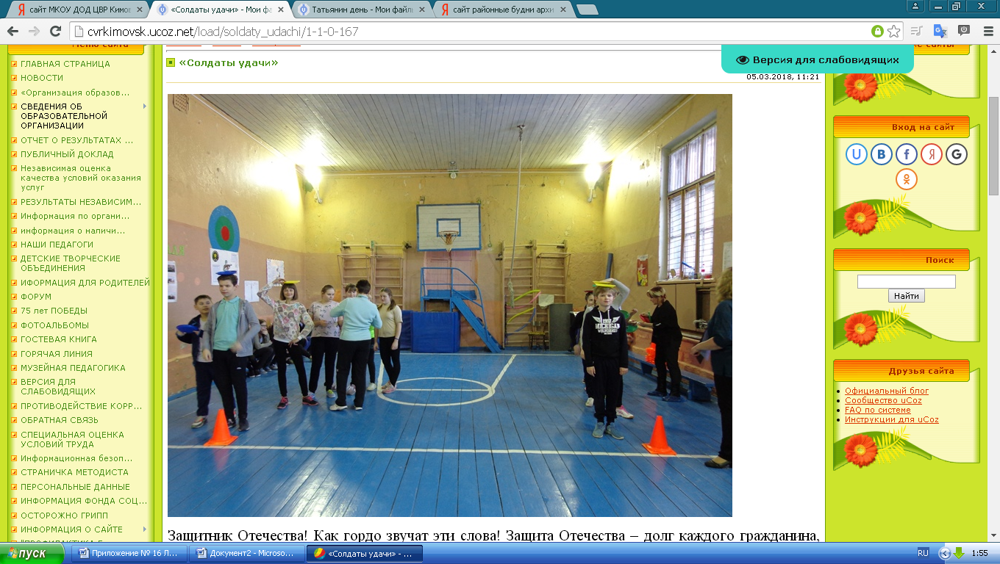 сайт МКОУ ДОД ЦВР Кимов
«Солдаты удачи» - Мои фа
Татьянин день - Мои файл
сайт районные будни архи
cvrkimovsk.ucoz.net/load/soldaty_udachi/1-1-0-167
ГЛАВНАЯ СТРАНИЦА
НОВОСТИ
«Организация образов...
СВЕДЕНИЯ ОБ
ОБРАЗОВАТЕЛЬНОЙ
ОРГАНИЗАЦИИ
ОТЧЕТ О РЕЗУЛЬТАТАХ ...
ПУБЛИЧНЫЙ ДОКЛАД
Независимая оценка
качества условий оказания
услуг
РЕЗУЛЬТАТЫ НЕЗАВИСИМ...
Информация по органи...
информация о наличи...
НАШИ ПЕДАГОГИ
ДЕТСКИЕ ТВОРЧЕСКИЕ
ОБЪЕДИНЕНИЯ
ИФОРМАЦИЯ ДЛЯ РОДИТЕЛЕЙ
ФОРУМ
75 лет ПОБЕДЫ
ФОТОАЛЬБОМЫ
ГОСТЕВАЯ КНИГА
ГОРЯЧАЯ ЛИНИЯ
МУЗЕЙНАЯ ПЕДАГОГИКА
ВЕРСИЯ ДЛЯ
СЛАБОВИДЯЩИХ
ПРОТИВОДЕЙСТВИЕ КОРР...
ОБРАТНАЯ СВЯЗЬ
СПЕЦИАЛЬНАЯ ОЦЕНКА
УСЛОВИЙ ТРУДА
Информационная безоп...
СТРАНИЧКА МЕТОДИСТА
ПЕРСОНАЛЬНЫЕ ДАННЫЕ
ИНФОРМАЦИЯ ФОНДА СОЦ...
ОСТОРОЖНО ГРИПП
ИНФОРМАЦИЯ О САЙТЕ
«Солдаты удачи»
Версия для слабовидящих
05.03.2018, 11:21
MICHIGAN
Защитник Отечества! Как гордо звучат эти слова! Защита Отечества – долг каждого гражданина,
Вход на сайт
Поиск
Найти
Друзья сайта
Официальный блог
Сообщество uCoz
FAQ по системе
Инструкции для uCoz
пуск
Приложение № 16 Л...
Документ2 - Microso...
«Солдаты удачи» - ...
RU
1:55